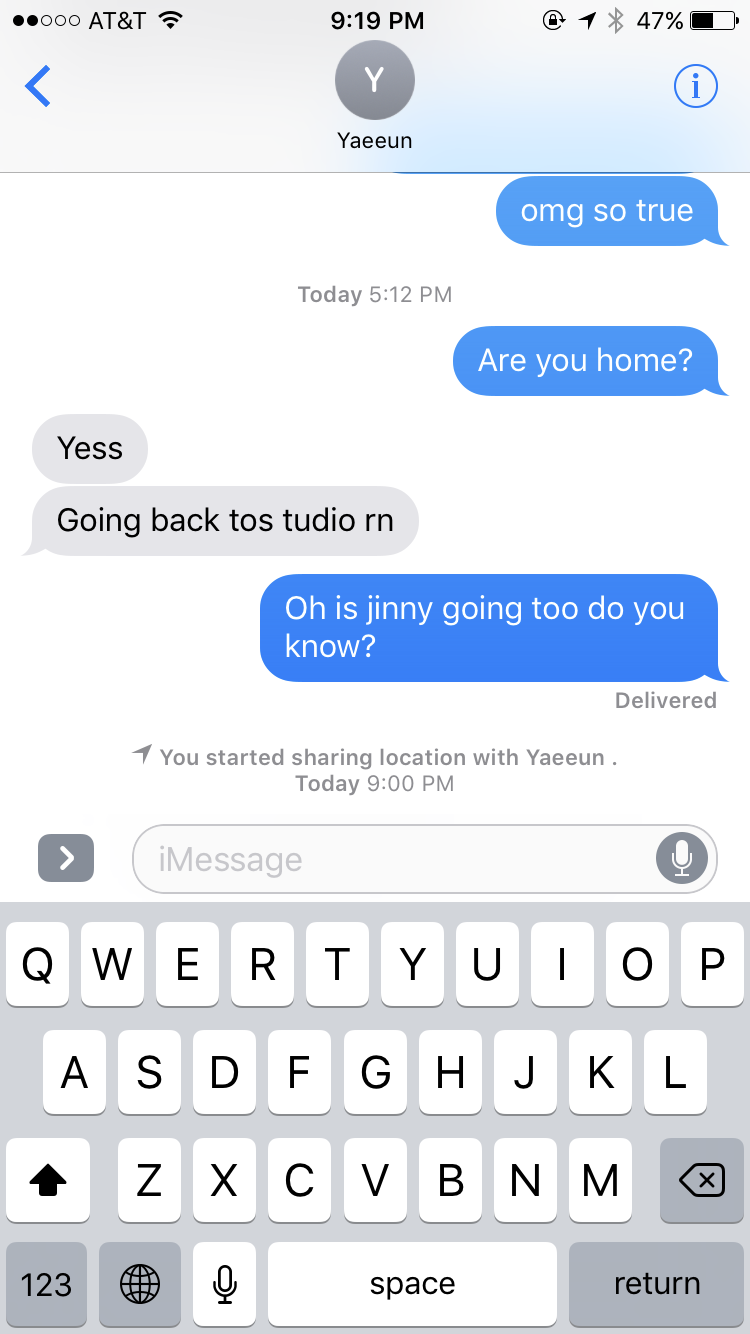 AT&T 9:19 PM 47%
Y
Yaeeun
omg so true
Today 5:12 PM
Are you home?
Yess
Going back tos tudio rn
Oh is jinny going too do you
know?
Delivered
You started sharing location with Yaeeun .
Today 9:00 PM
iMessage
Q W E R T Y U I O P
A S D F G H J K L
Z X C V B N M
123 space return